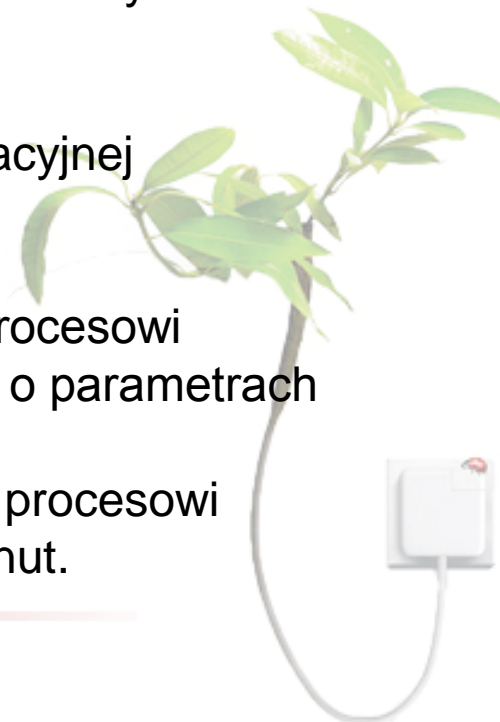 acyjnej
rocesowi
o parametrach
procesowi
nut.